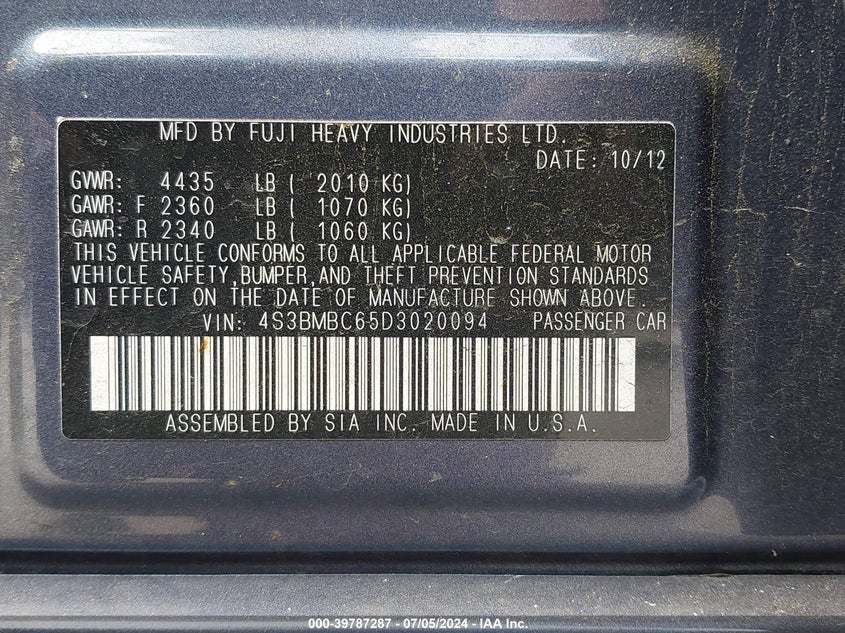 MFD BY FUJI HEAVY INDUSTRIES LTD.
DATE: 10/12
GVWR: 4435 LB ( 2010 KG)
GAWR: F 2360 LB ( 1070 KG)
GAWR: R 2340 LB ( 1060 KG)
THIS VEHICLE CONFORMS TO ALL APPLICABLE FEDERAL MOTOR
VEHICLE SAFETY,BUMPER,AND THEFT PREVENTION STANDARDS
IN EFFECT ON THE DATE OF MANUFACTURE SHOWN ABOVE.
VIN: 4S3BMBC65D3020094 PASSENGER CAR
ASSEMBLED BY SIA INC. MADE IN U.S.A.
000-39787287 - 07/05/2024 - IAA Inc.